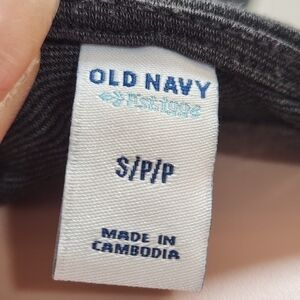 OLD NAVY
Est.1994
S/P/P
MADE IN
CAMBODIA